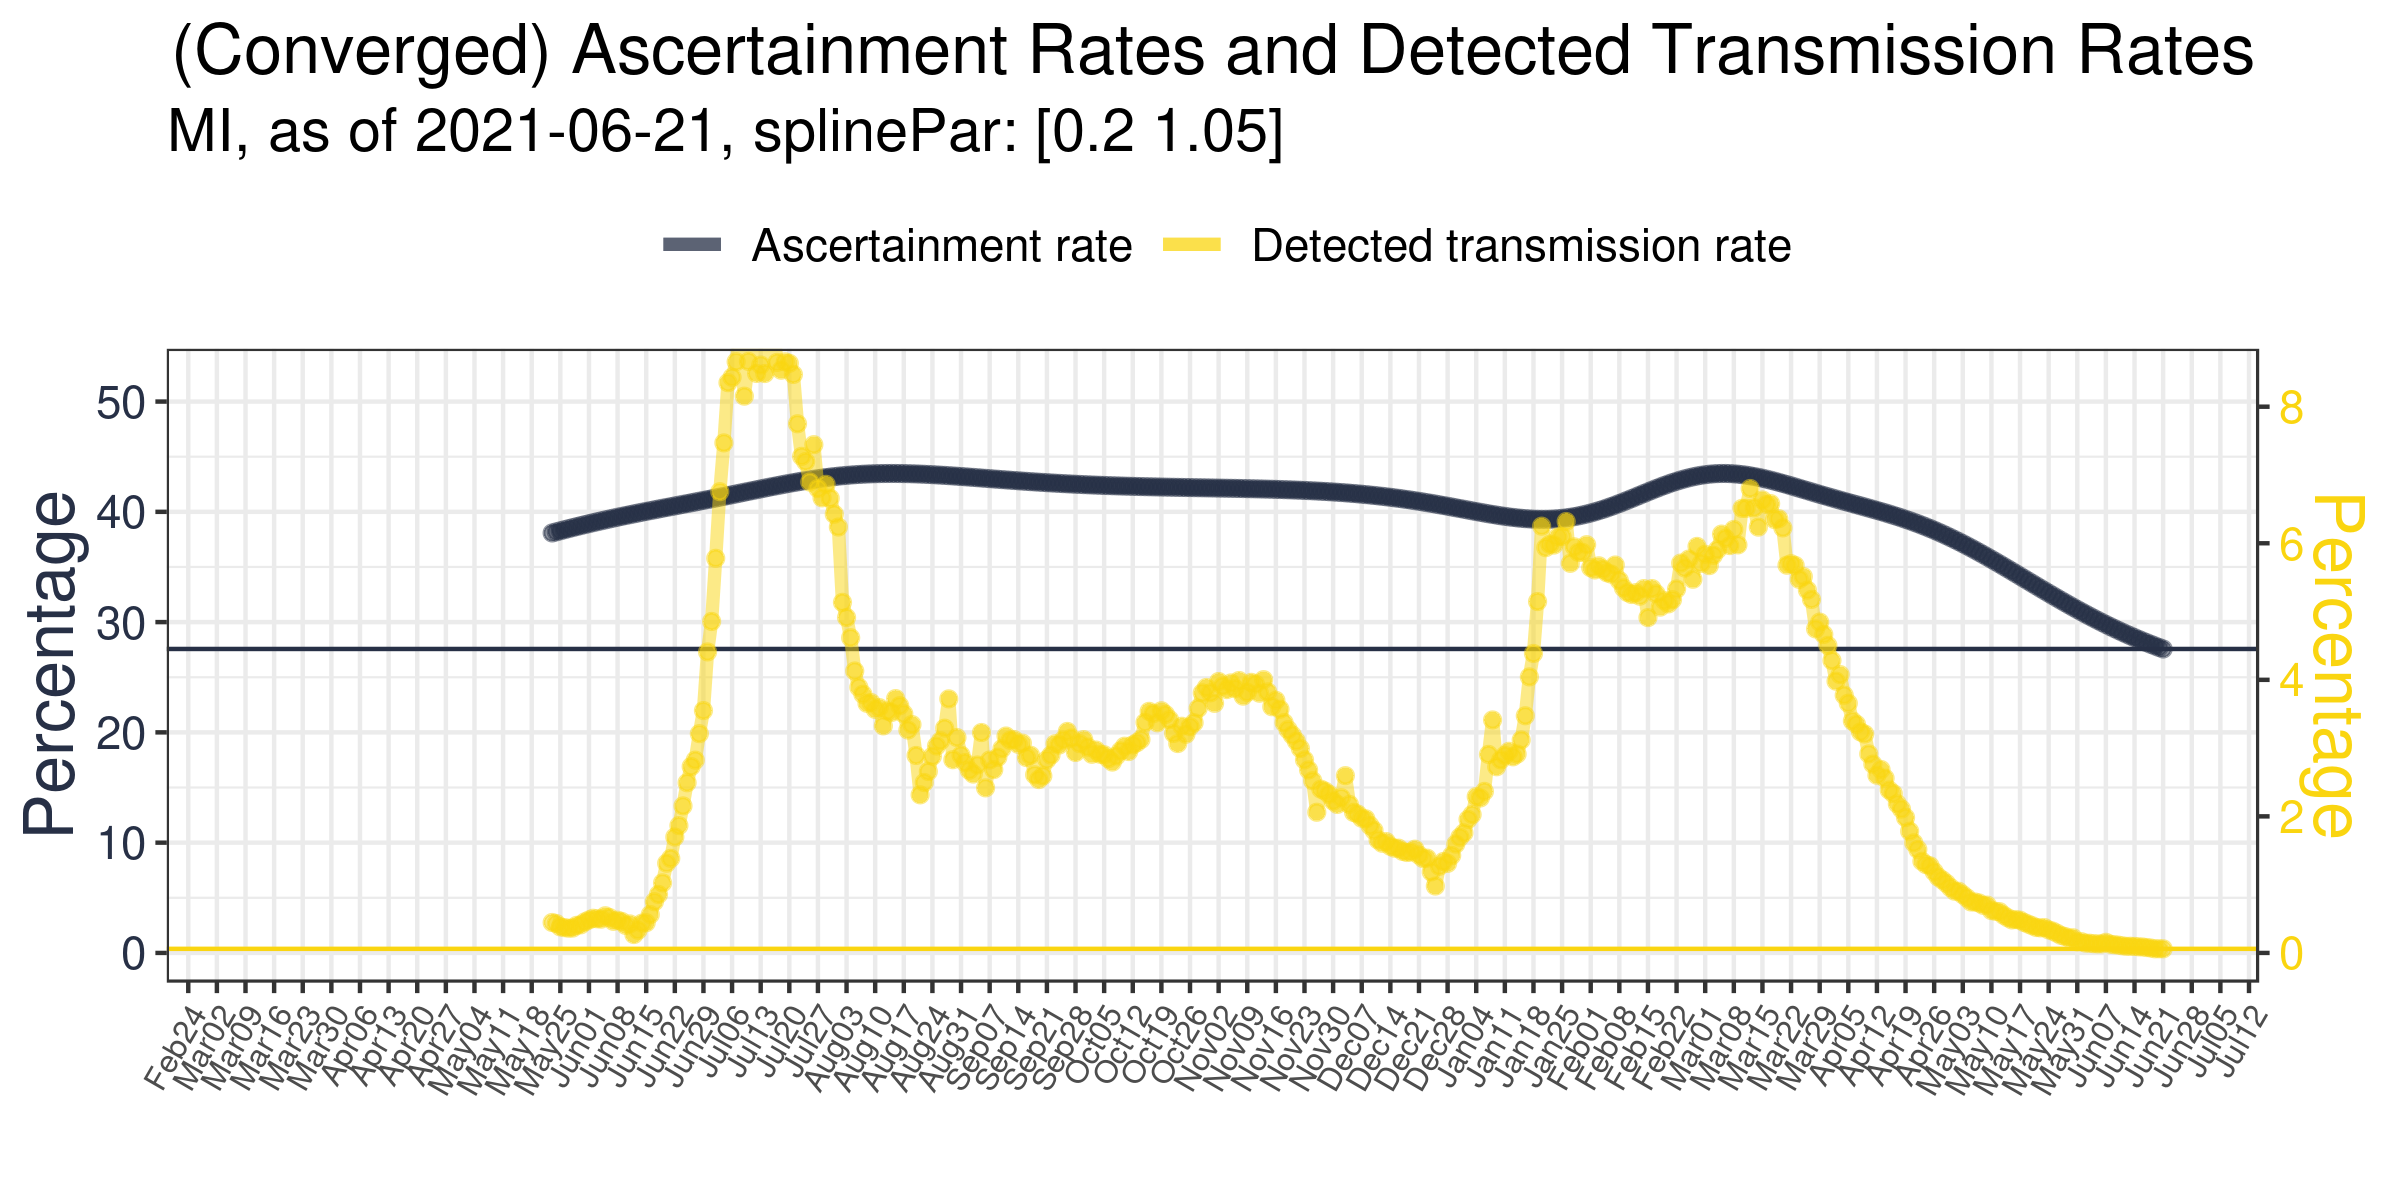 (Converged) Ascertainment Rates and Detected Transmission Rates
MI, as of 2021-06-21, splinePar: [0.2 1.05]
Ascertainment rate
Detected transmission rate
Percentage
50
40
30
20
10
0
8
6
4
2
0
Percentage
Feb24
Mar02
Mar09
Mar16
Mar23
Mar30
Apr06
Apr13
Apr20
Apr27
May04
May11
May18
May25
Jun01
Jun08
Jun15
Jun22
Jun29
Jul06
Jul13
Jul20
Jul27
Aug03
Aug10
Aug17
Aug24
Aug31
Sep07
Sep14
Sep21
Sep28
Oct05
Oct12
Oct19
Oct26
Nov02
Nov09
Nov16
Nov23
Nov30
Dec07
Dec14
Dec21
Dec28
Jan04
Jan11
Jan18
Jan25
Feb01
Feb08
Feb15
Feb22
Mar01
Mar08
Mar15
Mar22
Mar29
Apr05
Apr12
Apr19
Apr26
May03
May10
May17
May24
May31
Jun07
Jun14
Jun21
Jun28
Jul05
Jul12